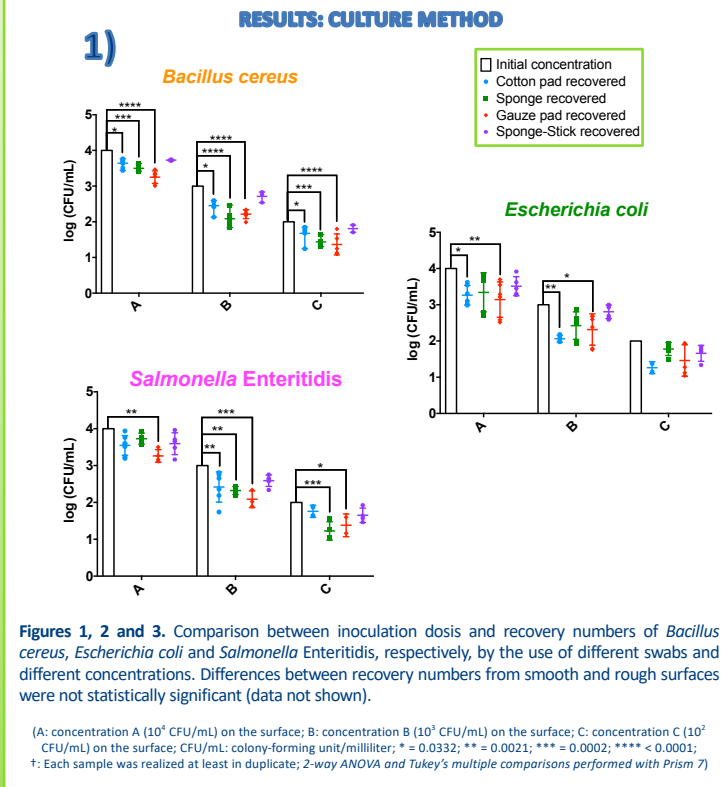 RESULTS: CULTURE METHOD
1)
Initial concentration
Cotton pad recovered
Sponge recovered
Gauze pad recovered
Sponge-Stick recovered
Bacillus cereus
log (CFU/mL)
5
4
3
2
1
0
****
***
*
****
****
*
****
***
*
A
B
C
Escherichia coli
log (CFU/mL)
5
4
3
2
1
0
**
*
*
**
A
B
C
Salmonella Enteritidis
log (CFU/mL)
5
4
3
2
1
0
**
***
**
**
*
***
A
B
C
Figures 1, 2 and 3. Comparison between inoculation dosis and recovery numbers of Bacillus
cereus, Escherichia coli and Salmonella Enteritidis, respectively, by the use of different swabs and
different concentrations. Differences between recovery numbers from smooth and rough surfaces
were not statistically significant (data not shown).
(A: concentration A (10⁴ CFU/mL) on the surface; B: concentration B (10³ CFU/mL) on the surface; C: concentration C (10²
CFU/mL) on the surface; CFU/mL: colony-forming unit/milliliter; * = 0.0332; ** = 0.0021; *** = 0.0002; **** < 0.0001;
†: Each sample was realized at least in duplicate; 2-way ANOVA and Tukey's multiple comparisons performed with Prism 7)